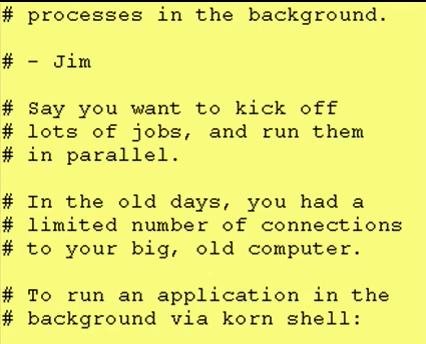 # processes in the background.
# - Jim
# Say you want to kick off
# lots of jobs, and run them
# in parallel.
# In the old days, you had a
# limited number of connections
# to your big, old computer.
# To run an application in the
# background via korn shell: